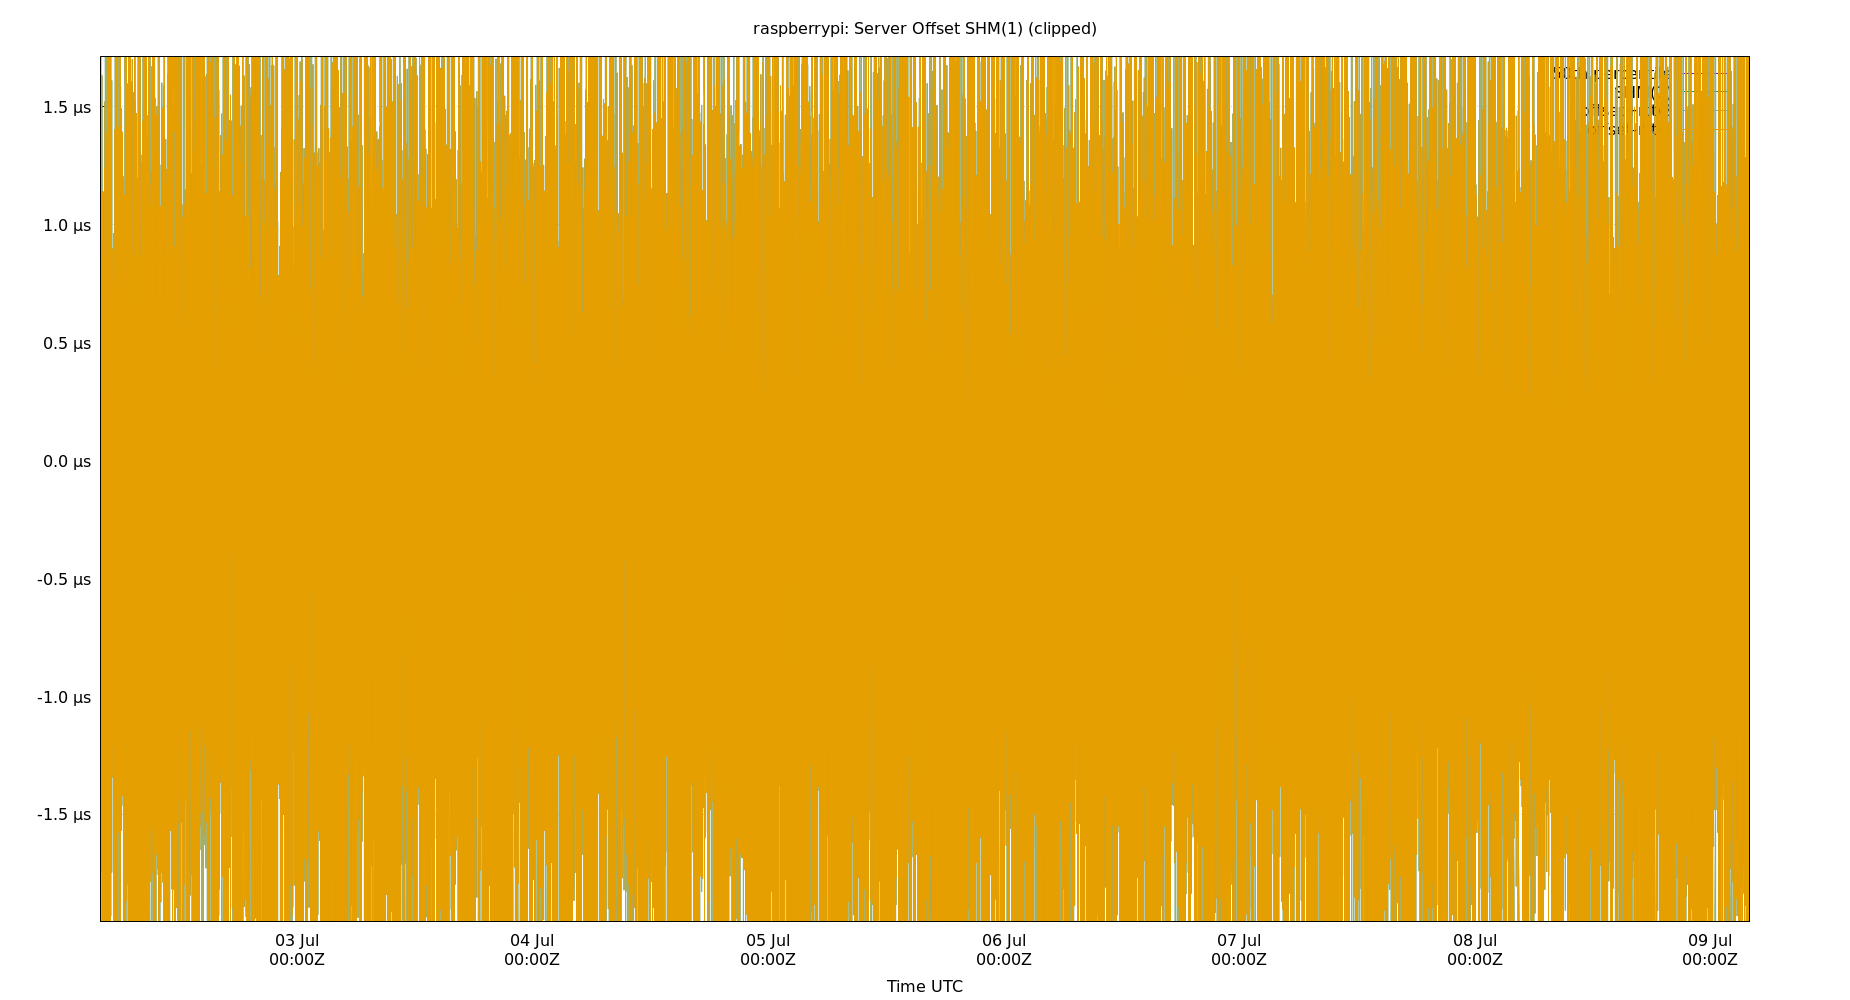 raspberrypi: Server Offset SHM(1) (clipped)
1.5 µs
1.0 µs
0.5 µs
0.0 µs
-0.5 µs
-1.0 µs
-1.5 µs
03 Jul 04 Jul 05 Jul 06 Jul 07 Jul 08 Jul 09 Jul
00:00Z 00:00Z 00:00Z 00:00Z 00:00Z 00:00Z 00:00Z
Time UTC